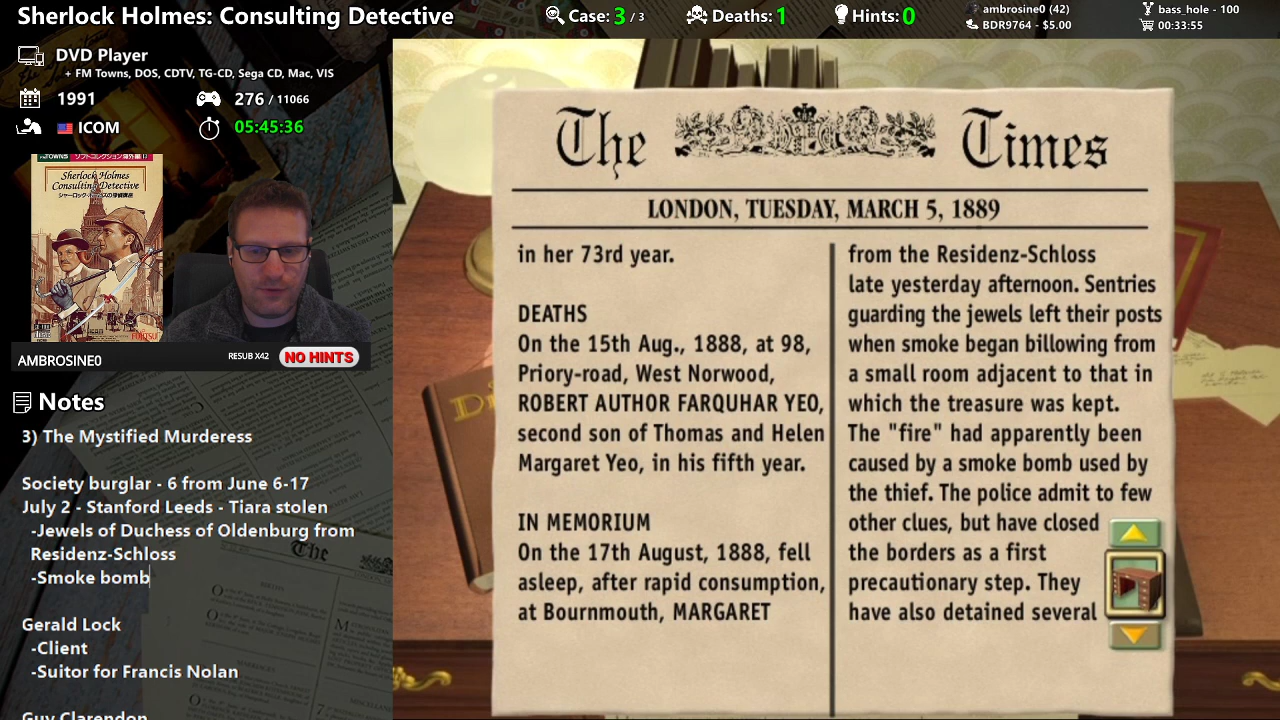 Sherlock Holmes: Consulting Detective
Case: 3 / 3
Deaths: 1
Hints: 0
ambrosine0 (42)
BDR9764 - $5.00
bass_hole - 100
00:33:55
DVD Player
+ FM Towns, DOS, CDTV, TG-CD, Sega CD, Mac, VIS
1991
276 / 11066
ICOM
05:45:36
Sherlock Holmes
Consulting Detective
FUJITSU
AMBROSINE0
RESUB X42
NO HINTS
Notes
3) The Mystified Murderess
Society burglar - 6 from June 6-17
July 2 - Stanford Leeds - Tiara stolen
-Jewels of Duchess of Oldenburg from
Residenz-Schloss
-Smoke bomb
Gerald Lock
-Client
-Suitor for Francis Nolan
Guy Clarendon
The Times
LONDON, TUESDAY, MARCH 5, 1889
in her 73rd year.
DEATHS
On the 15th Aug., 1888, at 98,
Priory-road, West Norwood,
ROBERT AUTHOR FARQUHAR YEO,
second son of Thomas and Helen
Margaret Yeo, in his fifth year.
IN MEMORIUM
On the 17th August, 1888, fell
asleep, after rapid consumption,
at Bournmouth, MARGARET
from the Residenz-Schloss
late yesterday afternoon. Sentries
guarding the jewels left their posts
when smoke began billowing from
a small room adjacent to that in
which the treasure was kept.
The "fire" had apparently been
caused by a smoke bomb used by
the thief. The police admit to few
other clues, but have closed
the borders as a first
precautionary step. They
have also detained several